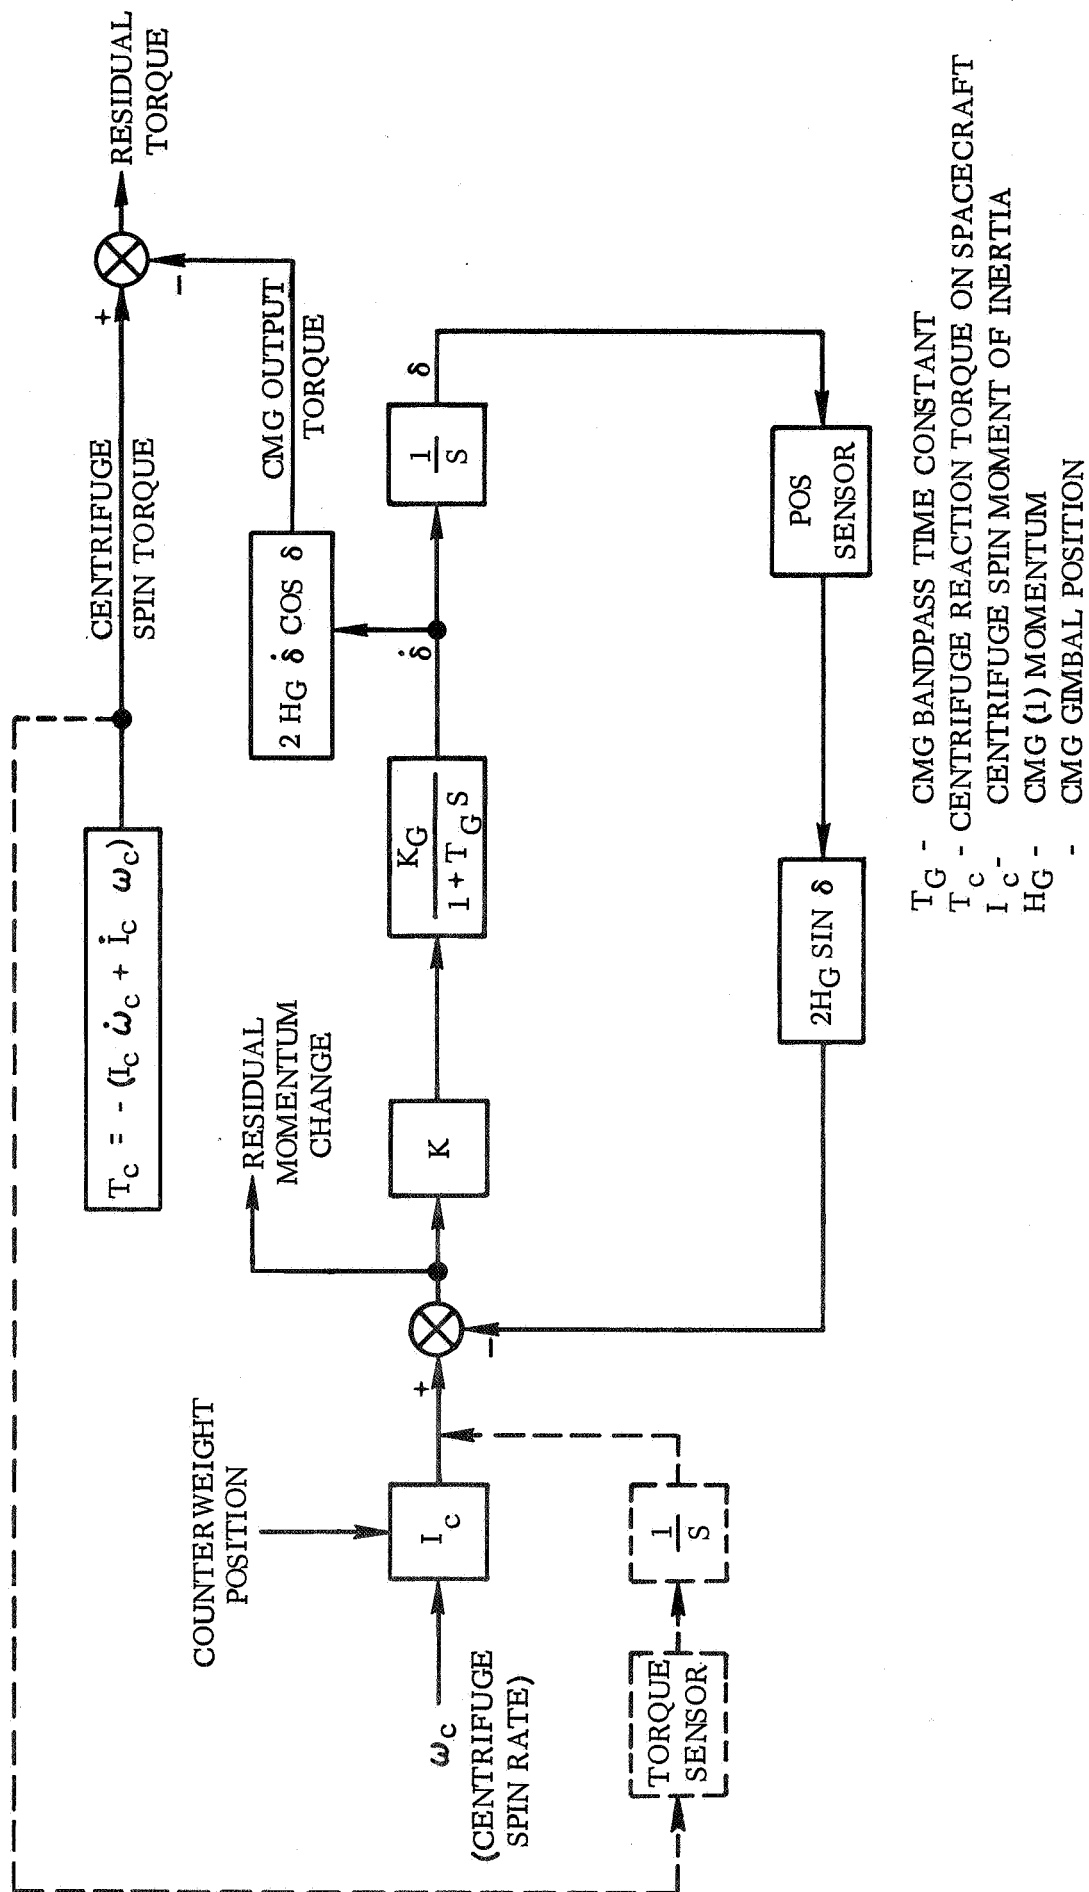 CENTRIFUGE
SPIN TORQUE
RESIDUAL
TORQUE
+
-
T_c = - (I_c ω̇_c + İ_c ω_c)
CMG OUTPUT
TORQUE
2 H_G δ̇ COS δ
RESIDUAL
MOMENTUM
CHANGE
COUNTERWEIGHT
POSITION
ω_c
(CENTRIFUGE
SPIN RATE)
I_c
+
-
K
K_G
1 + T_G S
δ̇
1
S
δ
TORQUE
SENSOR
1
S
2H_G SIN δ
POS
SENSOR
T_G - CMG BANDPASS TIME CONSTANT
T_c - CENTRIFUGE REACTION TORQUE ON SPACECRAFT
I_c - CENTRIFUGE SPIN MOMENT OF INERTIA
H_G - CMG (1) MOMENTUM
- CMG GIMBAL POSITION